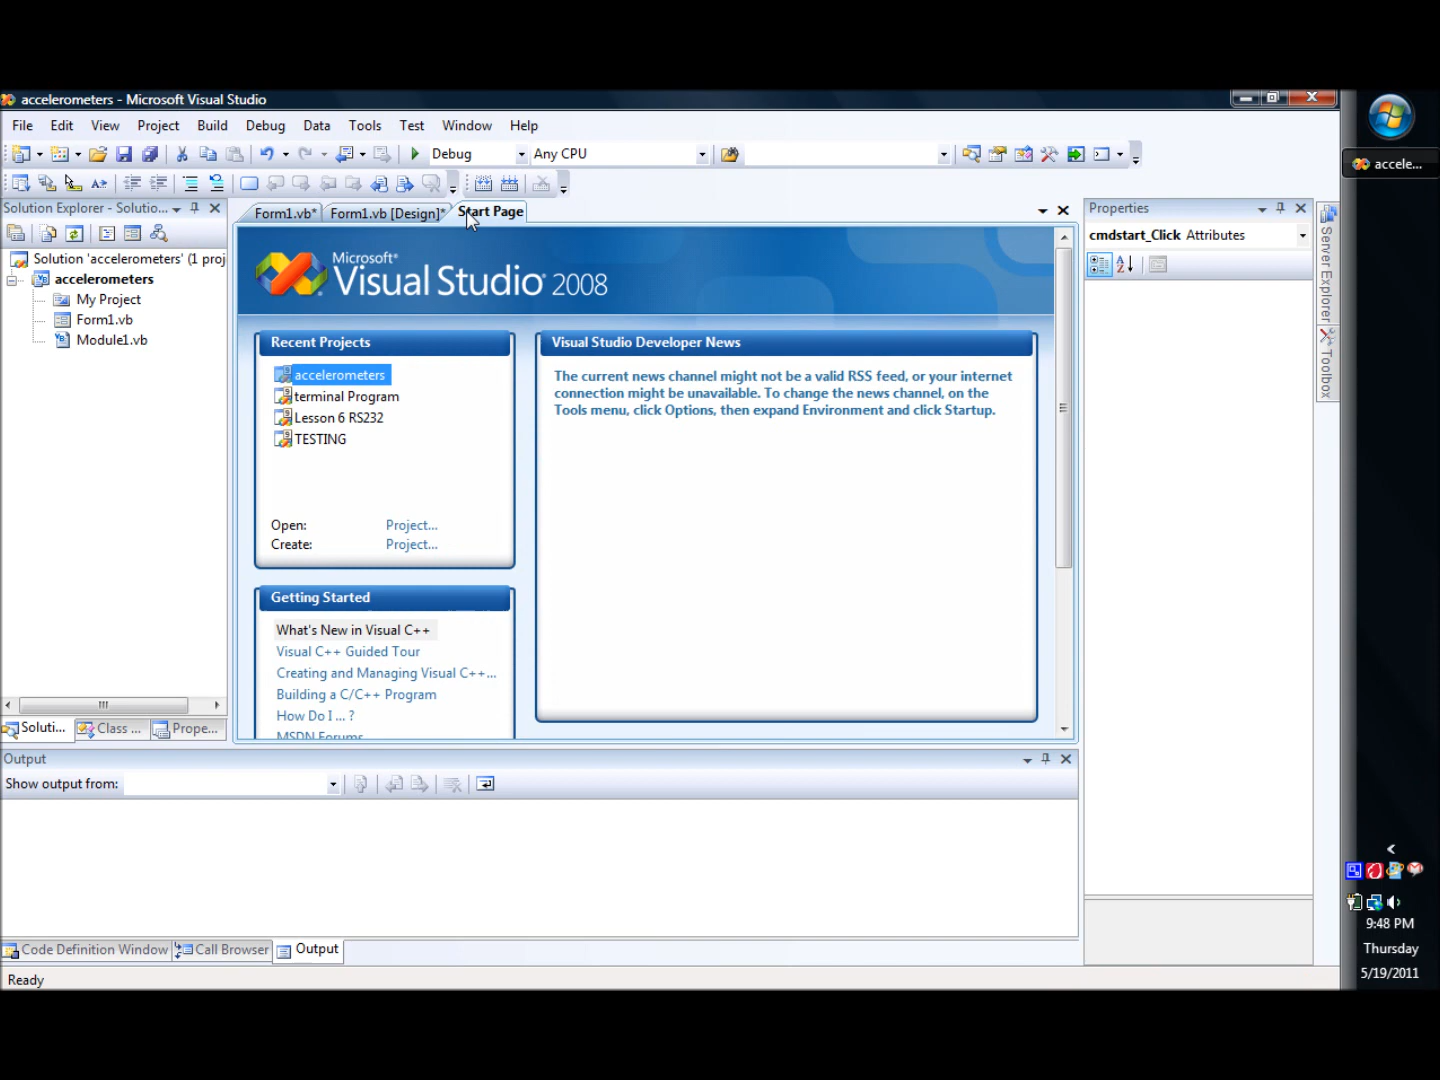 accelerometers - Microsoft Visual Studio
File Edit View Project Build Debug Data Tools Test Window Help
Debug Any CPU
accele...
Solution Explorer - Solutio...
Form1.vb* Form1.vb [Design]* Start Page
Properties
cmdstart_Click Attributes
Solution 'accelerometers' (1 proj
accelerometers
My Project
Form1.vb
Module1.vb
Microsoft
Visual Studio 2008
Recent Projects
accelerometers
terminal Program
Lesson 6 RS232
TESTING
Open: Project...
Create: Project...
Getting Started
What's New in Visual C++
Visual C++ Guided Tour
Creating and Managing Visual C++...
Building a C/C++ Program
How Do I ... ?
MSDN Forums
Visual Studio Developer News
The current news channel might not be a valid RSS feed, or your internet
connection might be unavailable. To change the news channel, on the
Tools menu, click Options, then expand Environment and click Startup.
Server Explorer
Toolbox
Soluti... Class ... Prope...
Output
Show output from:
Code Definition Window Call Browser Output
Ready
9:48 PM
Thursday
5/19/2011